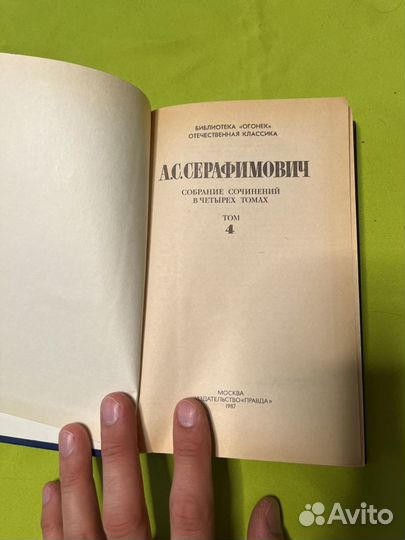 БИБЛИОТЕКА «ОГОНЕК»
ОТЕЧЕСТВЕННАЯ КЛАССИКА
А.С.СЕРАФИМОВИЧ
СОБРАНИЕ СОЧИНЕНИЙ
В ЧЕТЫРЕХ ТОМАХ
ТОМ
4
МОСКВА
ИЗДАТЕЛЬСТВО «ПРАВДА»
1987
Avito